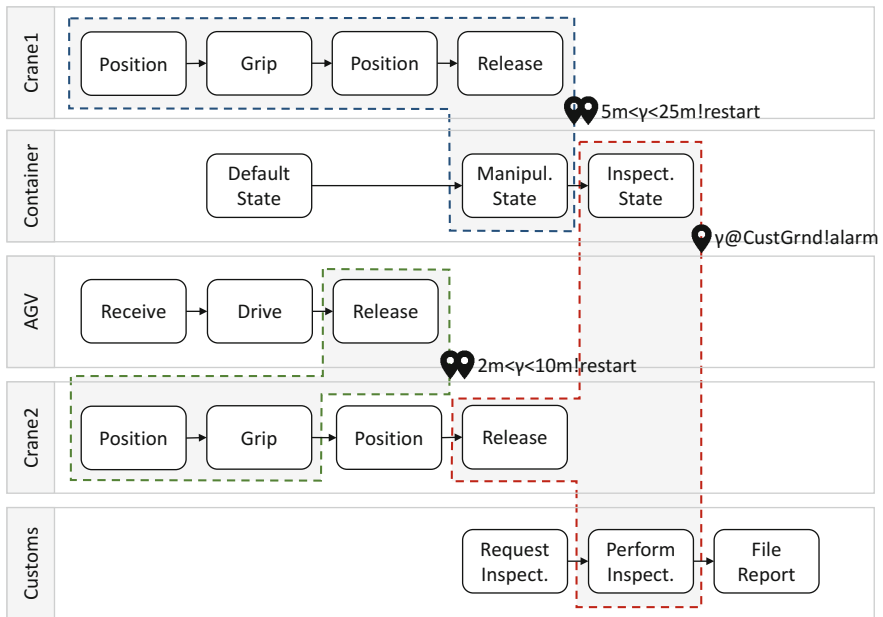 Crane1
Position
Grip
Position
Release
5m<γ<25m!restart
Container
Default
State
Manipul.
State
Inspect.
State
γ@CustGrnd!alarm
AGV
Receive
Drive
Release
2m<γ<10m!restart
Crane2
Position
Grip
Position
Release
Customs
Request
Inspect.
Perform
Inspect.
File
Report